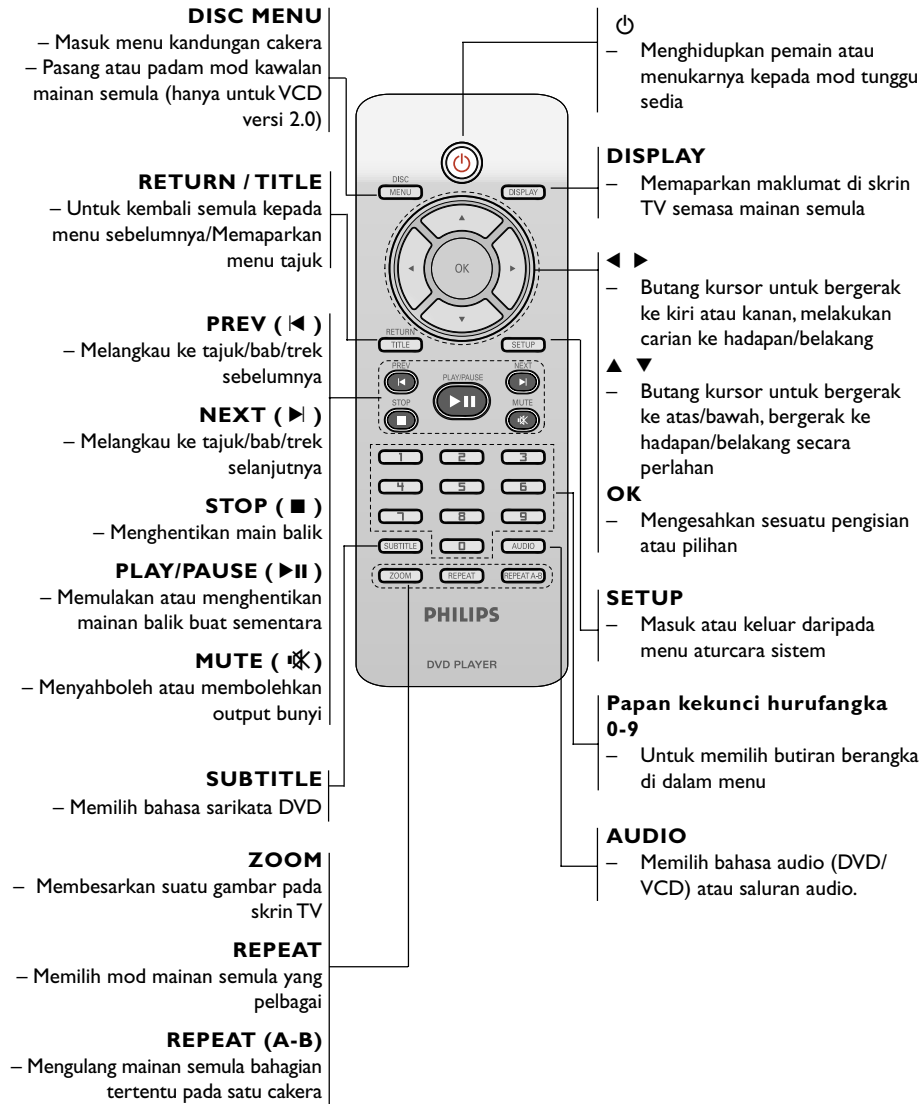 DISC MENU
– Masuk menu kandungan cakera
– Pasang atau padam mod kawalan
mainan semula (hanya untuk VCD
versi 2.0)
RETURN / TITLE
– Untuk kembali semula kepada
menu sebelumnya/Memaparkan
menu tajuk
PREV ( |◀ )
– Melangkau ke tajuk/bab/trek
sebelumnya
NEXT ( ▶| )
– Melangkau ke tajuk/bab/trek
selanjutnya
STOP ( ■ )
– Menghentikan main balik
PLAY/PAUSE ( ▶II )
– Memulakan atau menghentikan
mainan balik buat sementara
MUTE ( 🔇 )
– Menyahboleh atau membolehkan
output bunyi
SUBTITLE
– Memilih bahasa sarikata DVD
ZOOM
– Membesarkan suatu gambar pada
skrin TV
REPEAT
– Memilih mod mainan semula yang
pelbagai
REPEAT (A-B)
– Mengulang mainan semula bahagian
tertentu pada satu cakera
DISC
MENU
DISPLAY
OK
RETURN
TITLE
SETUP
PREV
PLAY/PAUSE
NEXT
STOP
MUTE
1 2 3
4 5 6
7 8 9
SUBTITLE 0 AUDIO
ZOOM REPEAT REPEAT A-B
PHILIPS
DVD PLAYER
⏻
– Menghidupkan pemain atau
menukarnya kepada mod tunggu
sedia
DISPLAY
– Memaparkan maklumat di skrin
TV semasa mainan semula
◀ ▶
– Butang kursor untuk bergerak
ke kiri atau kanan, melakukan
carian ke hadapan/belakang
▲ ▼
– Butang kursor untuk bergerak
ke atas/bawah, bergerak ke
hadapan/belakang secara
perlahan
OK
– Mengesahkan sesuatu pengisian
atau pilihan
SETUP
– Masuk atau keluar daripada
menu aturcara sistem
Papan kekunci hurufangka
0-9
– Untuk memilih butiran berangka
di dalam menu
AUDIO
– Memilih bahasa audio (DVD/
VCD) atau saluran audio.